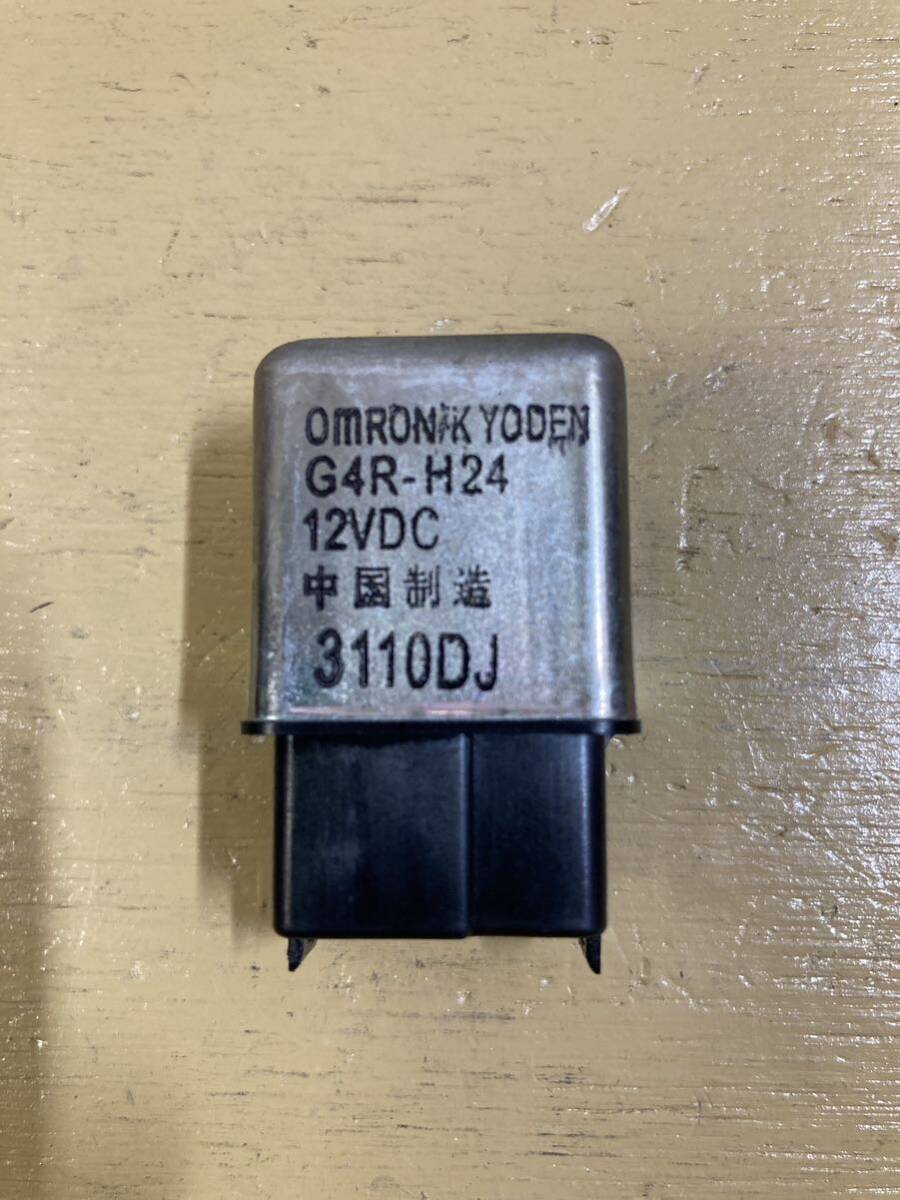 OMRON/KYODEN
G4R-H24
12VDC
中国制造
3110DJ